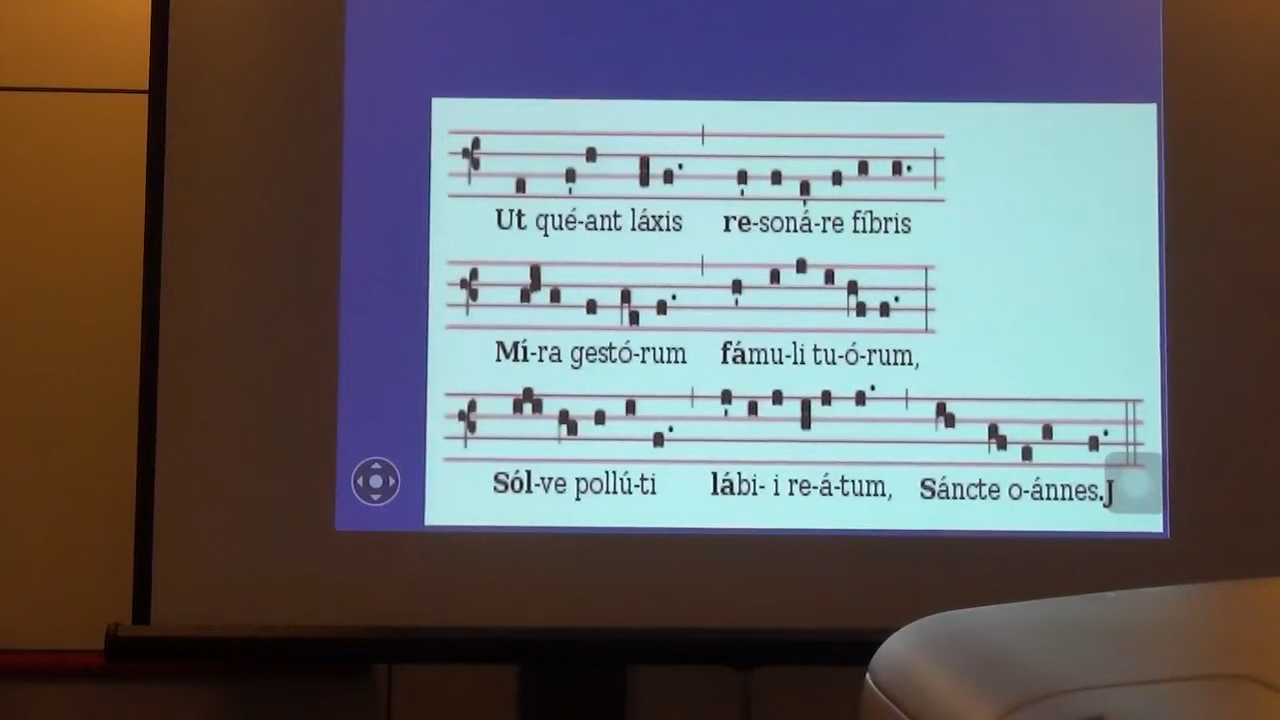 Ut qué-ant láxis re-soná-re fíbris
Mí-ra gestó-rum fámu-li tu-ó-rum,
Sól-ve pollú-ti lábi- i re-á-tum, Sáncte o-ánnes.J